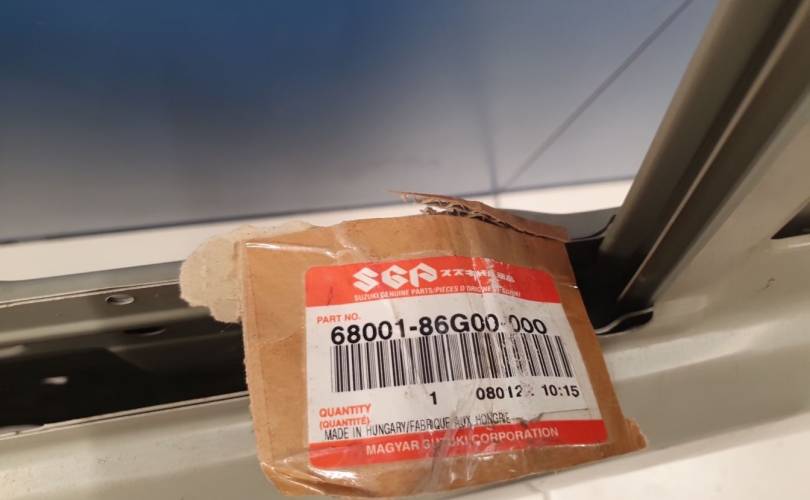 SGP スズキ純正部品
SUZUKI GENUINE PARTS/PIECES D'ORIGINE SUZUKI
PART NO.
68001-86G00-000
1 10:15
QUANTITY
(QUANTITÉ)
MADE IN HUNGARY/FABRIQUE AUX HONGRIE
MAGYAR SUZUKI CORPORATION